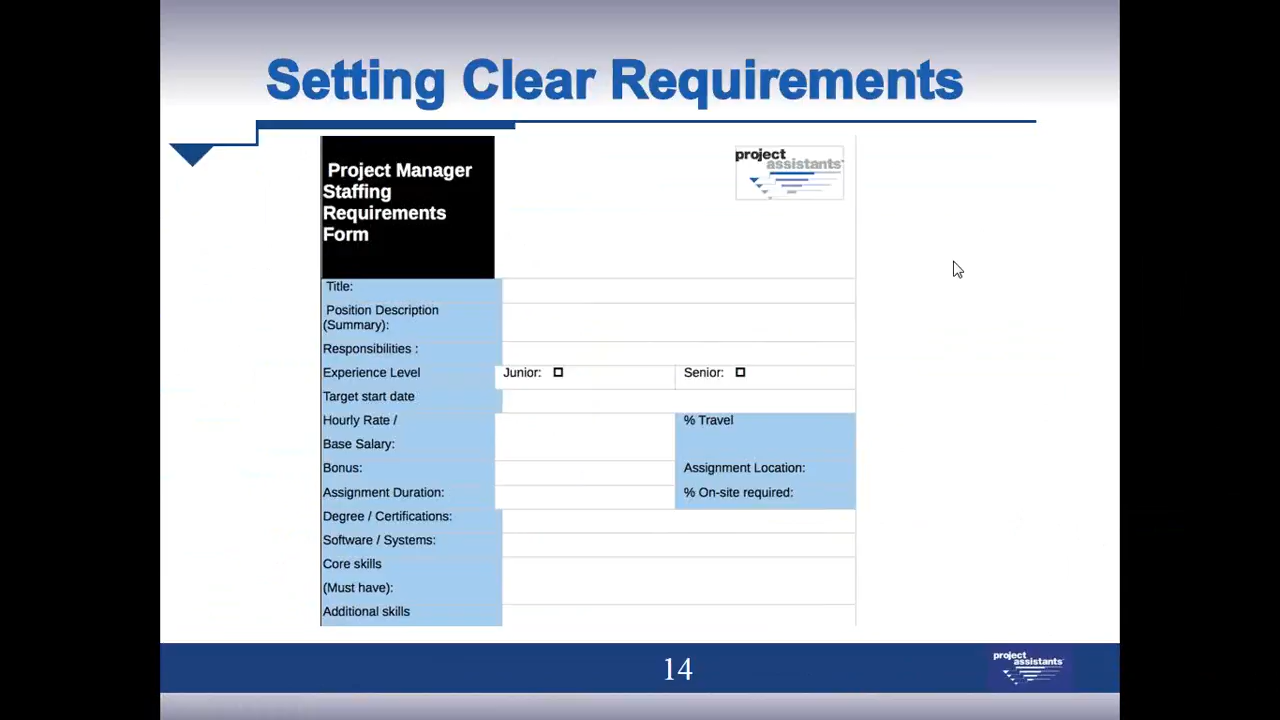 Setting Clear Requirements
Project Manager
Staffing
Requirements
Form
project
assistants
Title:
Position Description
(Summary):
Responsibilities :
Experience Level
Junior:
Senior:
Target start date
Hourly Rate /
% Travel
Base Salary:
Bonus:
Assignment Location:
Assignment Duration:
% On-site required:
Degree / Certifications:
Software / Systems:
Core skills
(Must have):
Additional skills
14
project
assistants